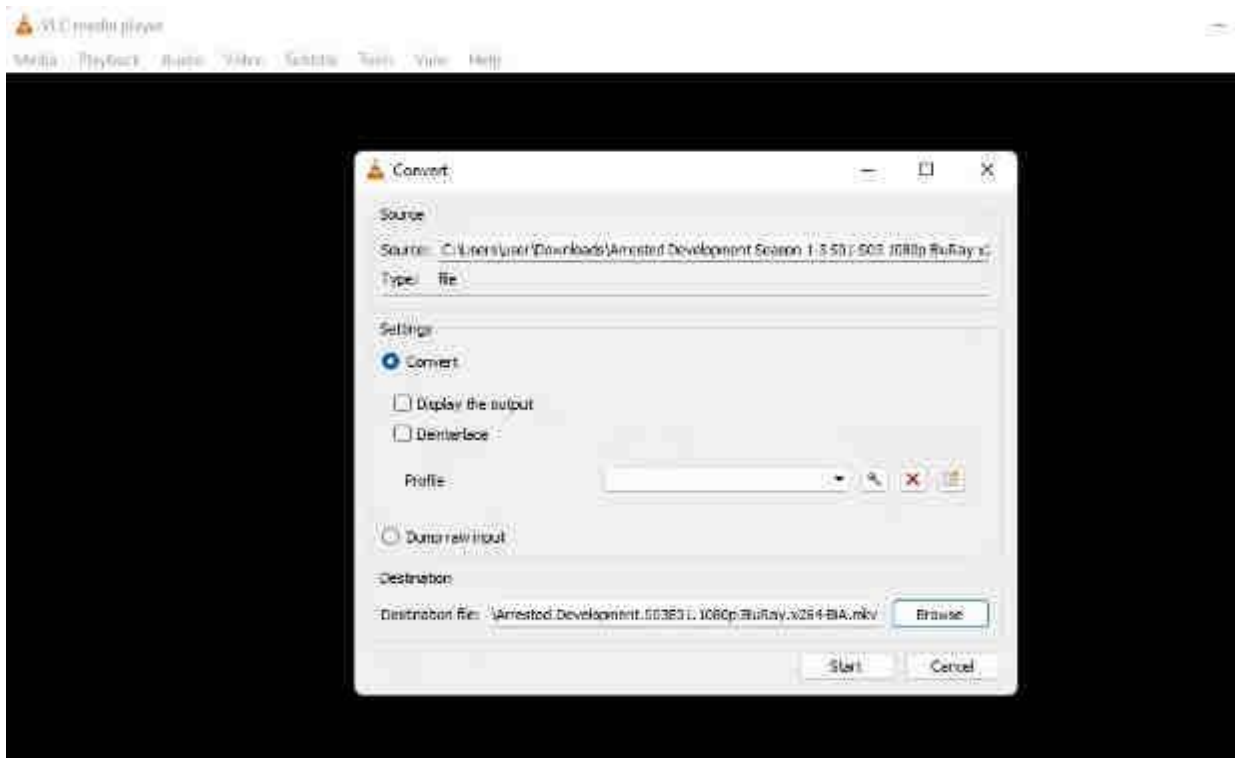 VLC media player
Media Playback Audio Video Subtitle Tools View Help
Convert
Source
Source: C:\Users\user\Downloads\Arrested Development Season 1-3 S01-S03 1080p BluRay x2
Type: file
Settings
Convert
Display the output
Deinterlace
Profile
Dump raw input
Destination
Destination file: \Arrested.Development.S03E01.1080p.BluRay.x264-BiA.mkv Browse
Start Cancel